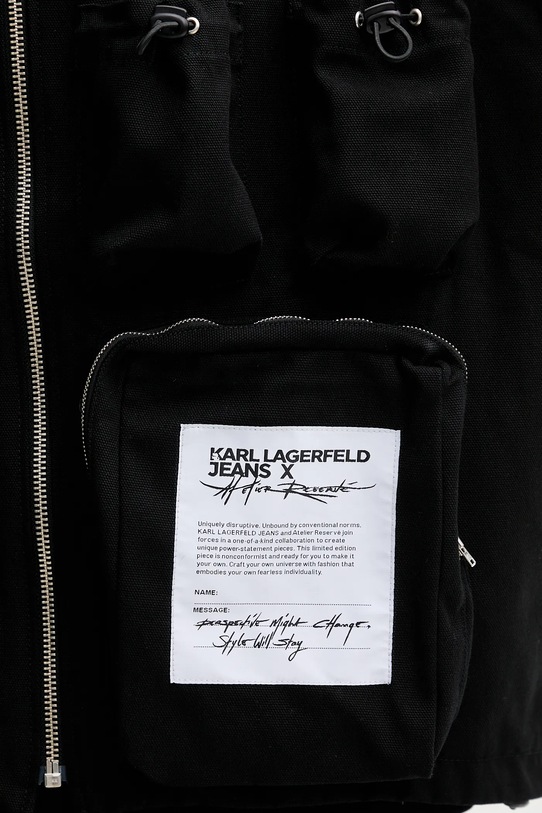 KARL LAGERFELD
JEANS X
Atelier Reservé
Uniquely disruptive. Unbound by conventional norms,
KARL LAGERFELD JEANS and Atelier Reservé join
forces in a one-of-a-kind collaboration to create
unique power-statement pieces. This limited edition
piece is nonconformist and ready for you to make it
your own. Craft your own universe with fashion that
embodies your own fearless individuality.
NAME:
MESSAGE:
perspective Might Change,
Style Will Stay